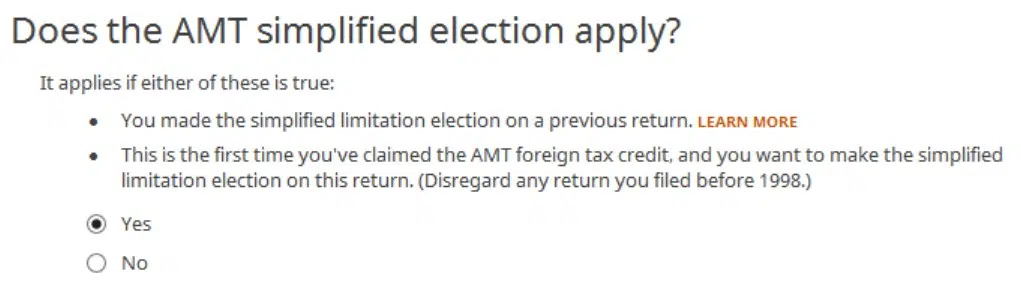 Does the AMT simplified election apply?
It applies if either of these is true:
• You made the simplified limitation election on a previous return. LEARN MORE
• This is the first time you've claimed the AMT foreign tax credit, and you want to make the simplified
limitation election on this return. (Disregard any return you filed before 1998.)
Yes
No